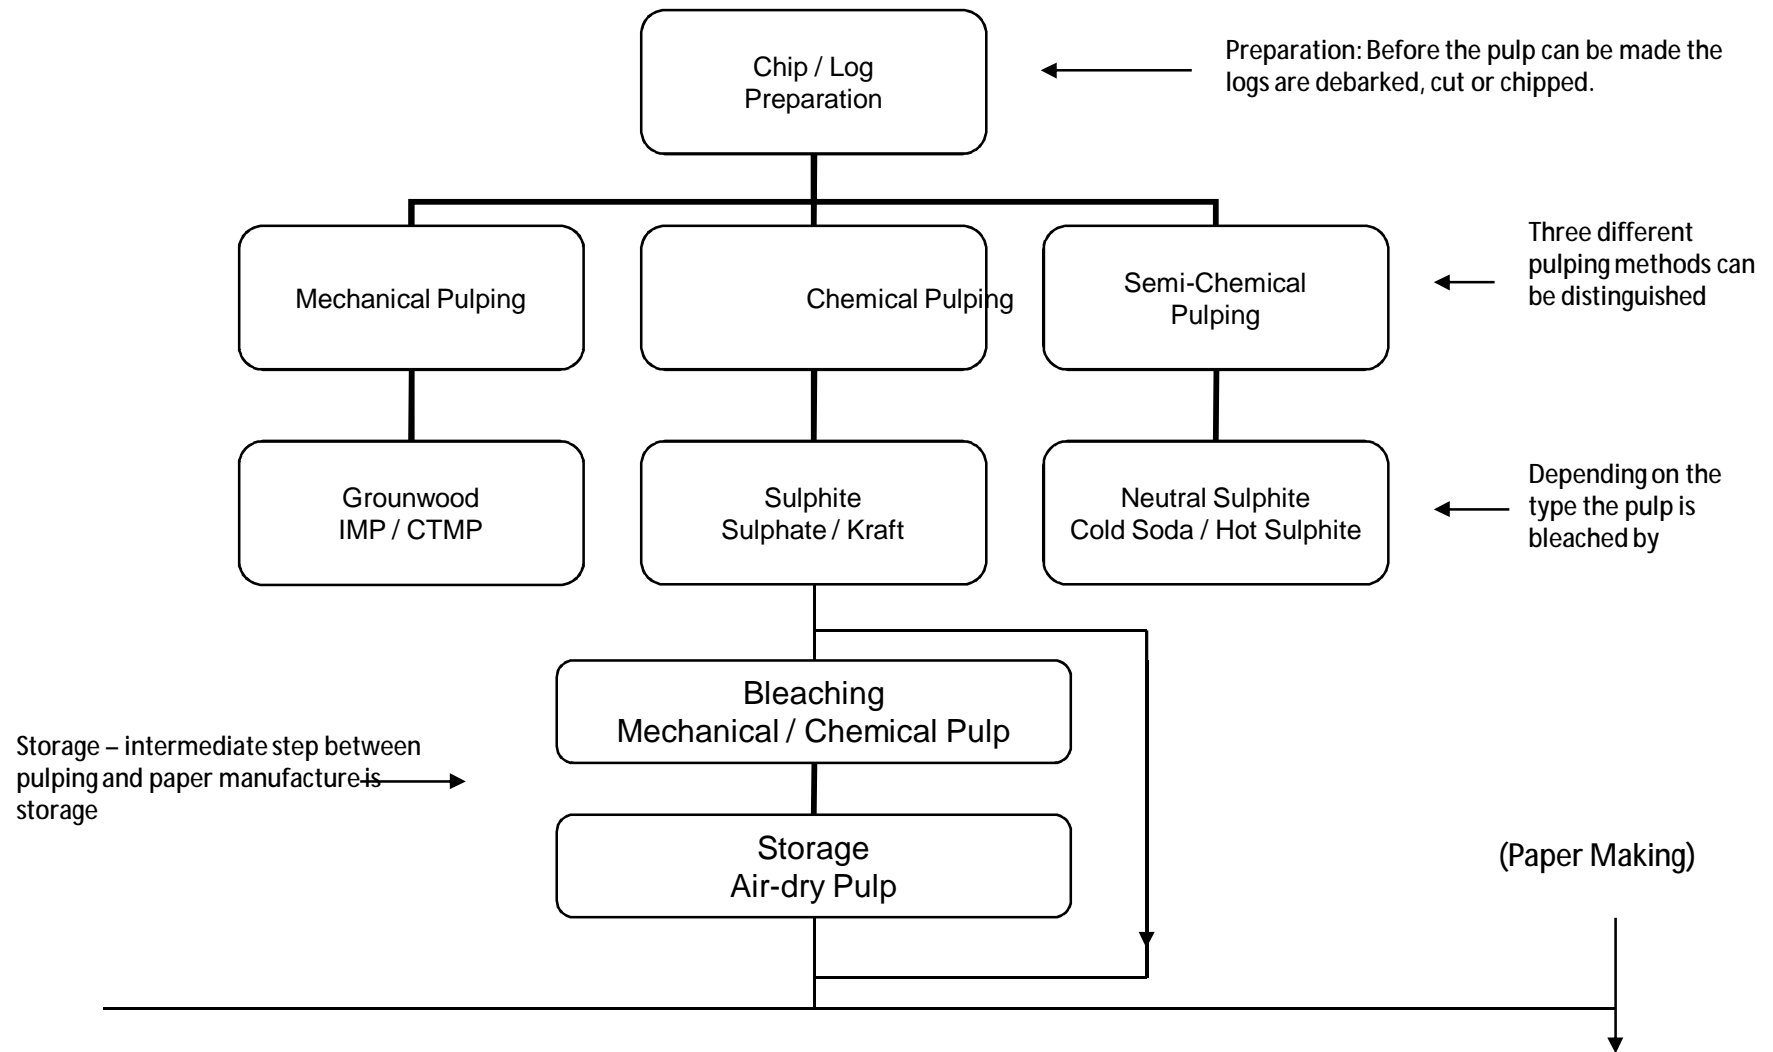 Chip / Log
Preparation
Preparation: Before the pulp can be made the
logs are debarked, cut or chipped.
Mechanical Pulping
Chemical Pulping
Semi-Chemical
Pulping
Three different
pulping methods can
be distinguished
Grounwood
IMP / CTMP
Sulphite
Sulphate / Kraft
Neutral Sulphite
Cold Soda / Hot Sulphite
Depending on the
type the pulp is
bleached by
Bleaching
Mechanical / Chemical Pulp
Storage – intermediate step between
pulping and paper manufacture is
storage
Storage
Air-dry Pulp
(Paper Making)